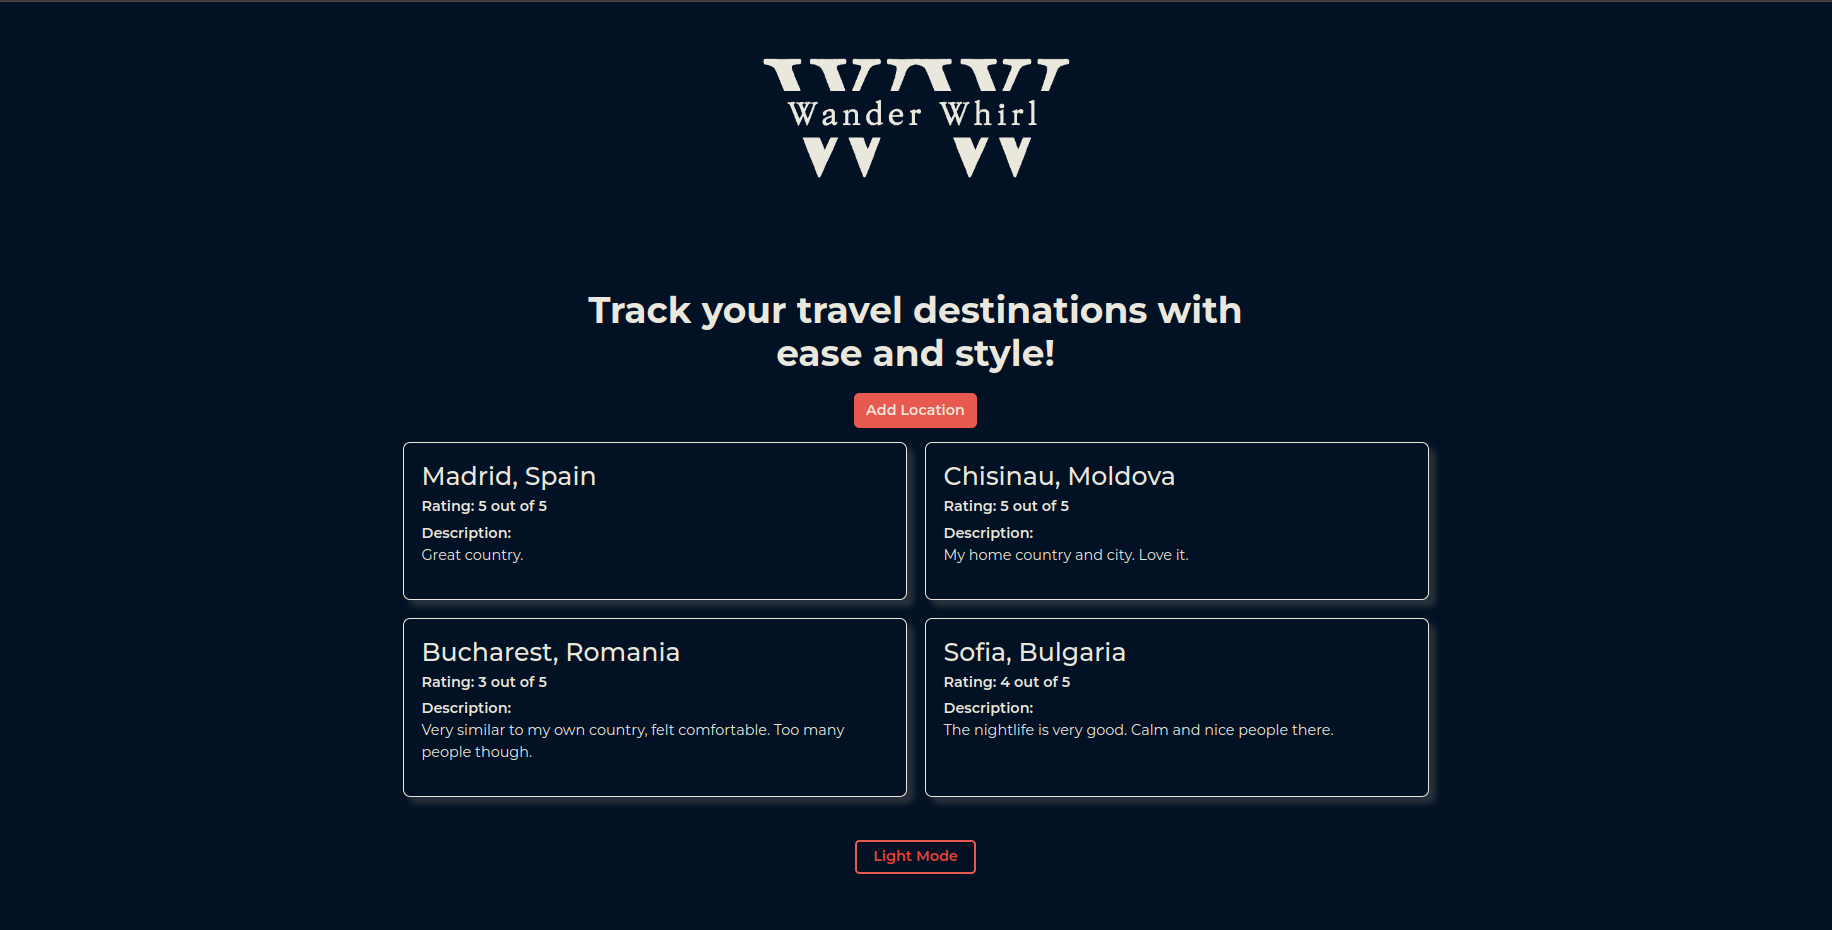 Wander Whirl
Track your travel destinations with
ease and style!
Add Location
Madrid, Spain
Rating: 5 out of 5
Description:
Great country.
Chisinau, Moldova
Rating: 5 out of 5
Description:
My home country and city. Love it.
Bucharest, Romania
Rating: 3 out of 5
Description:
Very similar to my own country, felt comfortable. Too many
people though.
Sofia, Bulgaria
Rating: 4 out of 5
Description:
The nightlife is very good. Calm and nice people there.
Light Mode